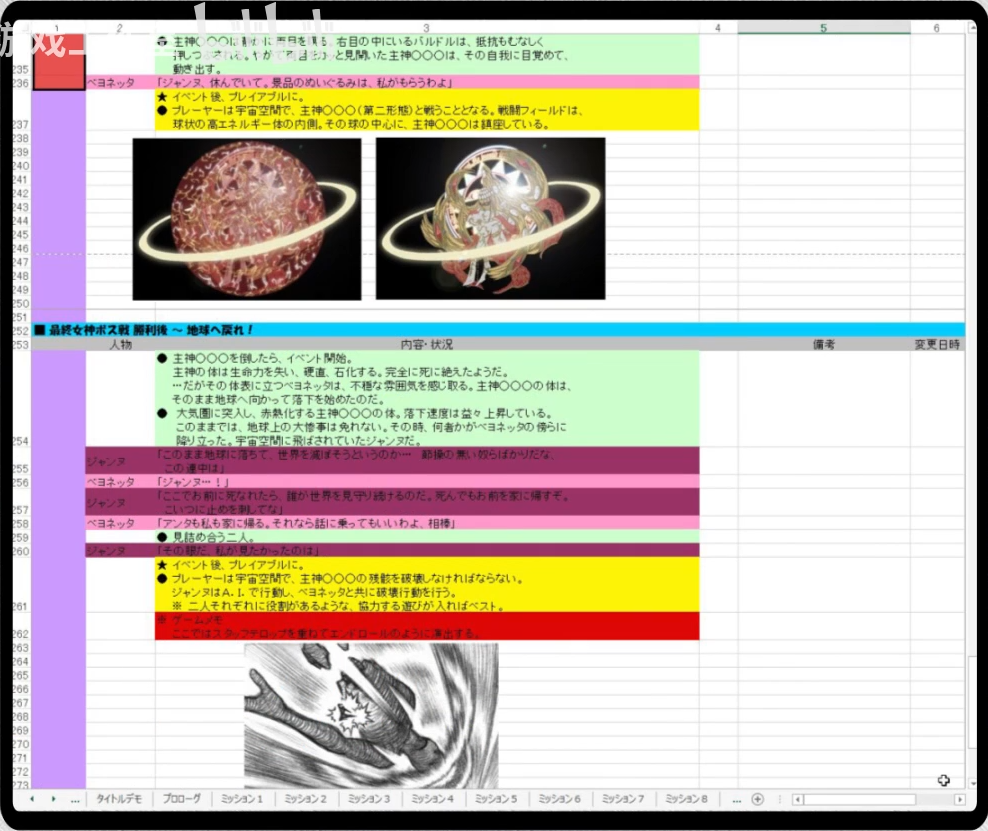 1 2 3 4 5 6
● 主神〇〇〇は静かに両目を見る。右目の中にいるバルドルは、抵抗もむなしく
235 動き出す。
236 ベヨネッタ 「ジャンヌ、休んでいて。景品のぬいぐるみは、私がもらうわよ」
★ イベント後、プレイアブルに。
● プレーヤーは宇宙空間で、主神〇〇〇(第二形態)と戦うこととなる。戦闘フィールドは、
237 球状の高エネルギー体の内側。その球の中心に、主神〇〇〇は鎮座している。
238
239
240
241
242
243
244
245
246
247
248
249
250
251
252 ■ 最終女神ボス戦 勝利後 ～ 地球へ戻れ！
253 人物 内容・状況 備考 変更日時
● 主神〇〇〇を倒したら、イベント開始。
主神の体は生命力を失い、硬直、石化する。完全に死に絶えたようだ。
…だがその体表に立つベヨネッタは、不穏な雰囲気を感じ取る。主神〇〇〇の体は、
そのまま地球へ向かって落下を始めたのだ。
● 大気圏に突入し、赤熱化する主神〇〇〇の体。落下速度は益々上昇している。
このままでは、地球上の大惨事は免れない。その時、何者かがベヨネッタの傍らに
254 降り立った。宇宙空間に飛ばされていたジャンヌだ。
ジャンヌ 「このまま地球に落ちて、世界を滅ぼそうというのか… 節操の無い奴らばかりだな、
255 この連中は」
256 ベヨネッタ 「ジャンヌ…！」
ジャンヌ 「ここでお前に死なれたら、誰が世界を見守り続けるのだ。死んでもお前を家に帰すぞ。
257 こいつに止めを刺してな」
258 ベヨネッタ 「アンタも私も家に帰る。それなら話に乗ってもいいわよ、相棒」
259 ● 見詰め合う二人。
260 ジャンヌ 「その眼だ、私が見たかったのは」
★ イベント後、プレイアブルに。
● プレーヤーは宇宙空間で、主神〇〇〇の残骸を破壊しなければならない。
ジャンヌはA.I.で行動し、ベヨネッタと共に破壊行動を行う。
261 ※ 二人それぞれに役割があるような、協力する遊びが入ればベスト。
※ ゲームメモ
262 ここではスタッフテロップを重ねてエンドロールのように演出する。
263
264
265
266
267
268
269
270
271
272
273
... タイトルデモ プロローグ ミッション1 ミッション2 ミッション3 ミッション4 ミッション5 ミッション6 ミッション7 ミッション8 ...